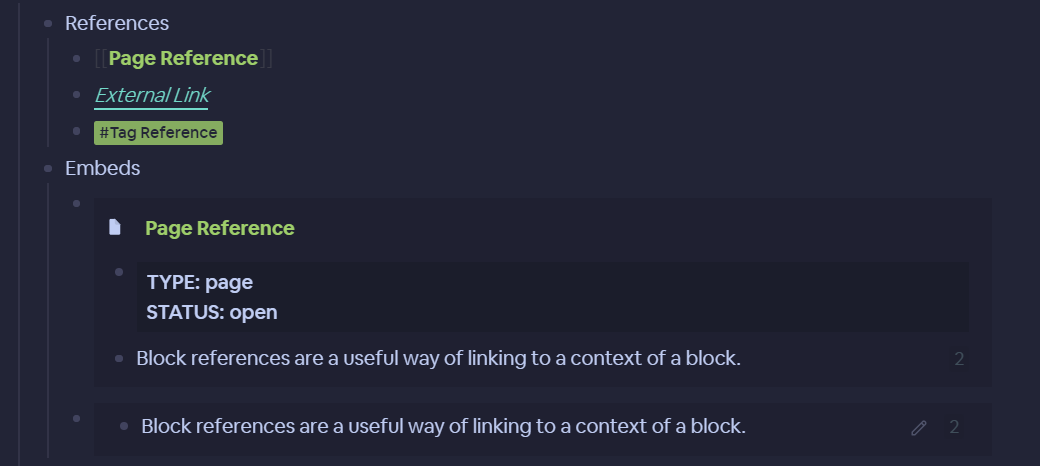 References
[[Page Reference]]
External Link
#Tag Reference
Embeds
Page Reference
TYPE: page
STATUS: open
Block references are a useful way of linking to a context of a block. 2
Block references are a useful way of linking to a context of a block. 2